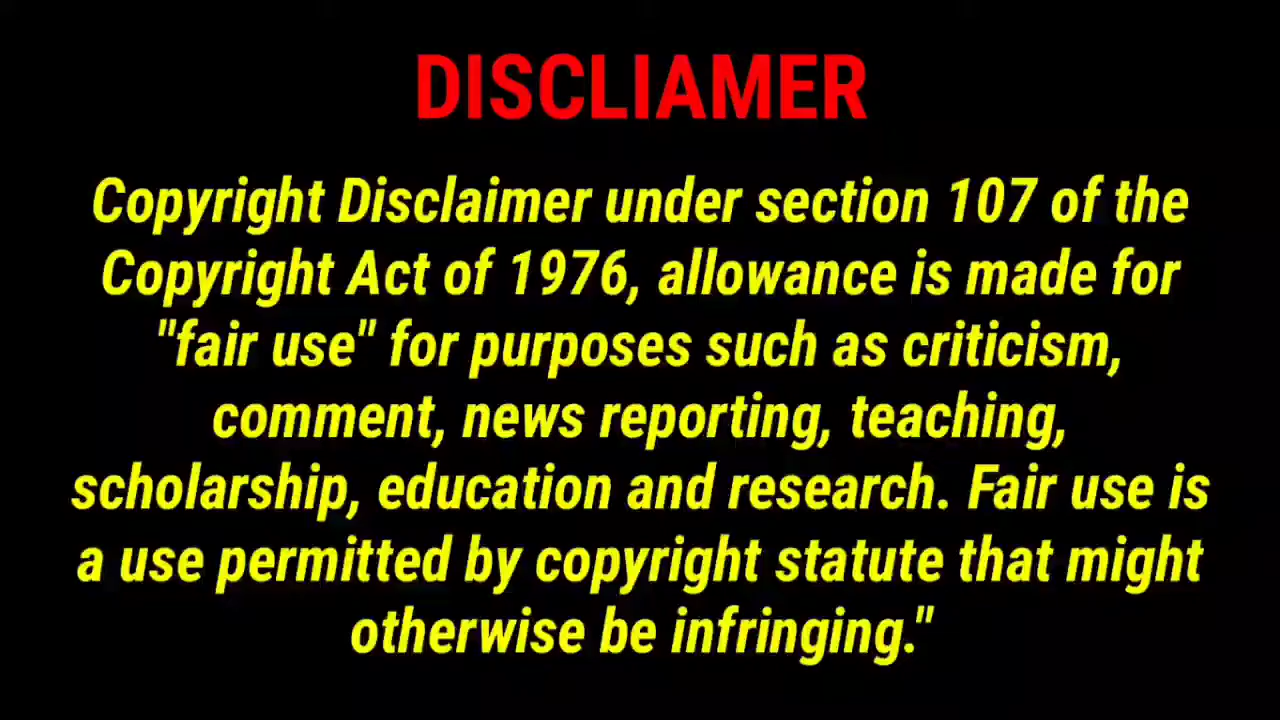 DISCLIAMER
Copyright Disclaimer under section 107 of the
Copyright Act of 1976, allowance is made for
"fair use" for purposes such as criticism,
comment, news reporting, teaching,
scholarship, education and research. Fair use is
a use permitted by copyright statute that might
otherwise be infringing."